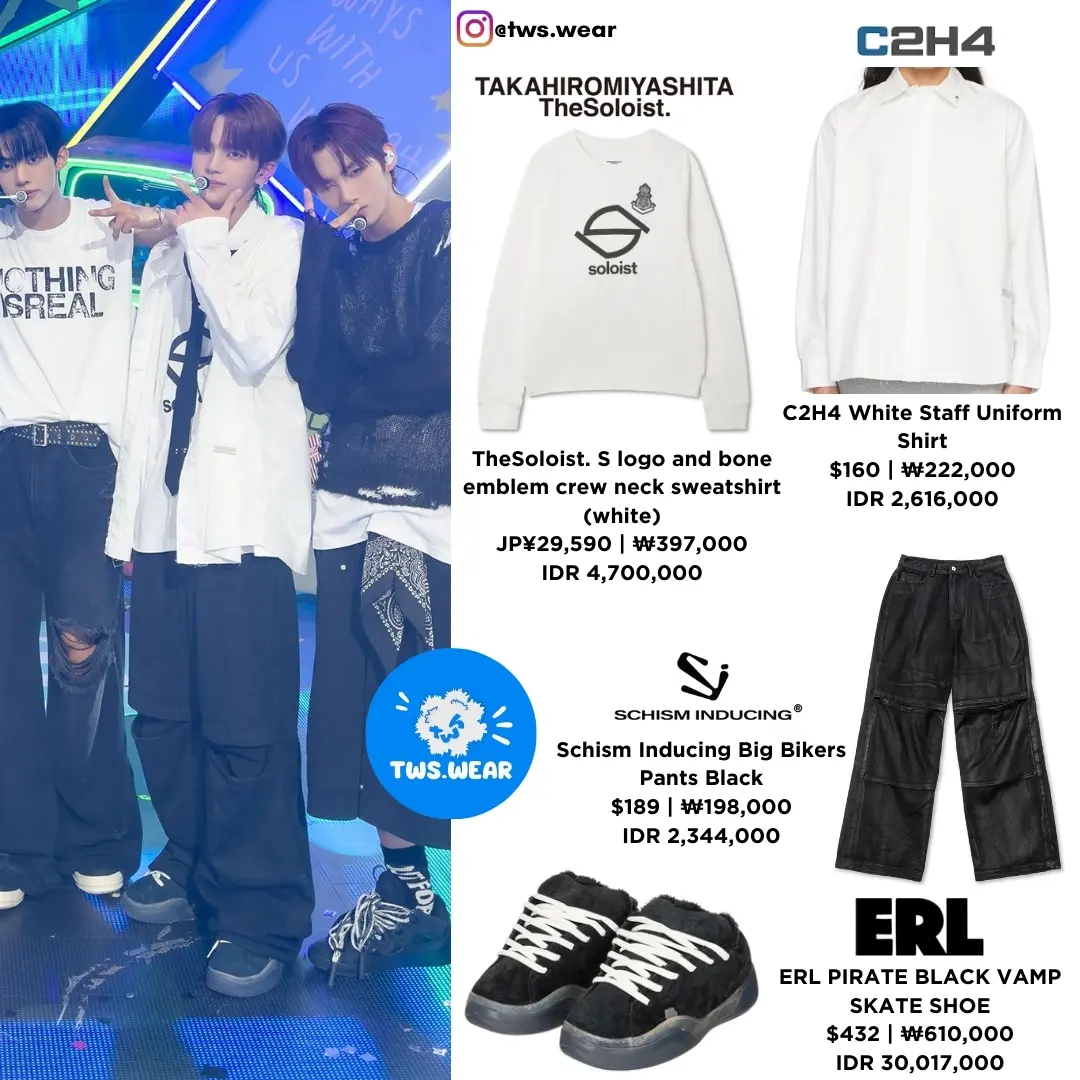 @tws.wear
C2H4
TAKAHIROMIYASHITA
TheSoloist.
soloist
TheSoloist. S logo and bone
emblem crew neck sweatshirt
(white)
JP¥29,590 | ₩397,000
IDR 4,700,000
C2H4 White Staff Uniform
Shirt
$160 | ₩222,000
IDR 2,616,000
WITH
US
OTHING
ISREAL
TWS.WEAR
SCHISM INDUCING®
Schism Inducing Big Bikers
Pants Black
$189 | ₩198,000
IDR 2,344,000
ERL
ERL PIRATE BLACK VAMP
SKATE SHOE
$432 | ₩610,000
IDR 30,017,000